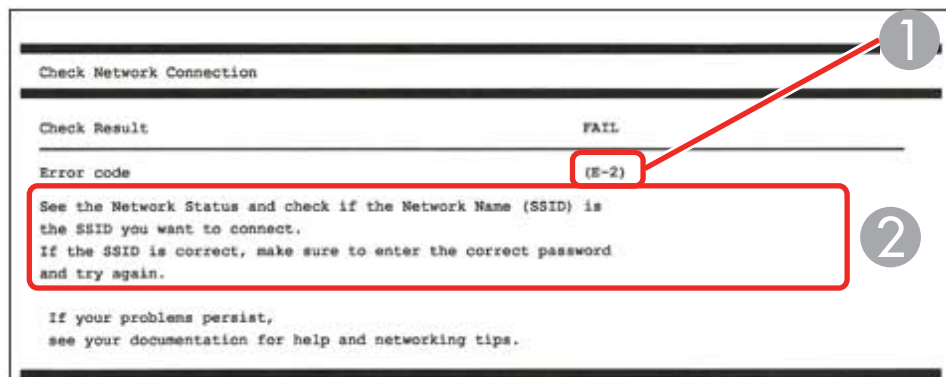 1
Check Network Connection
Check Result FAIL
Error code (E-2)
See the Network Status and check if the Network Name (SSID) is
the SSID you want to connect.
If the SSID is correct, make sure to enter the correct password
and try again.
2
If your problems persist,
see your documentation for help and networking tips.